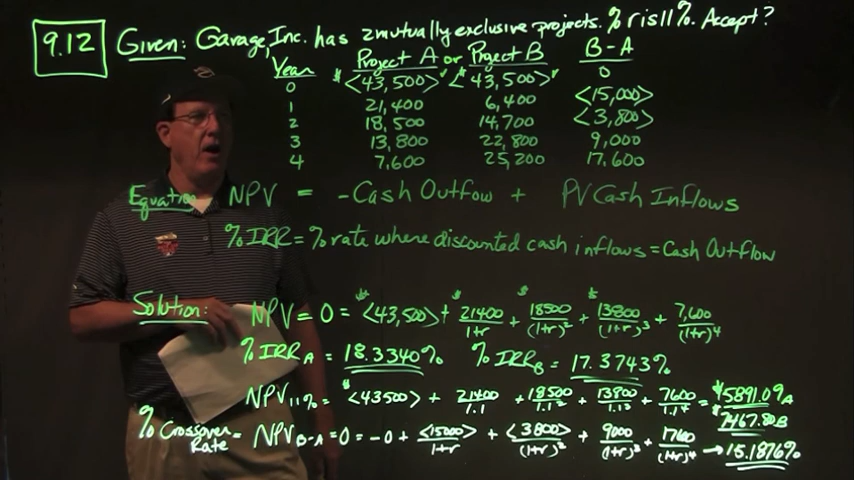 9.12 Given: Garage, Inc. has 2 mutually exclusive projects. % r is 11%. Accept?
Year Project A or Project B B-A
0 $<43,500> $<43,500> 0
1 21,400 6,400 <15,000>
2 18,500 14,700 <3,800>
3 13,800 22,800 9,000
4 7,600 25,200 17,600
Equation NPV = -Cash Outfow + PV Cash Inflows
% IRR = % rate where discounted cash inflows = Cash Outflow
Solution: NPV = 0 = $<43,500> + $21400/1+r + $18500/(1+r)² + $13800/(1+r)³ + 7,600/(1+r)⁴
% IRR A = 18.3340% % IRR B = 17.3743%
NPV 11% = $<43500> + 21400/1.1 + 18500/1.1² + 13800/1.1³ + 7600/1.1⁴ = $5891.09 A
$7467.80 B
% Crossover Rate = NPV B-A = 0 = -0 + <15000>/1+r + <3800>/(1+r)² + 9000/(1+r)³ + 1760/(1+r)⁴ → 15.1876%